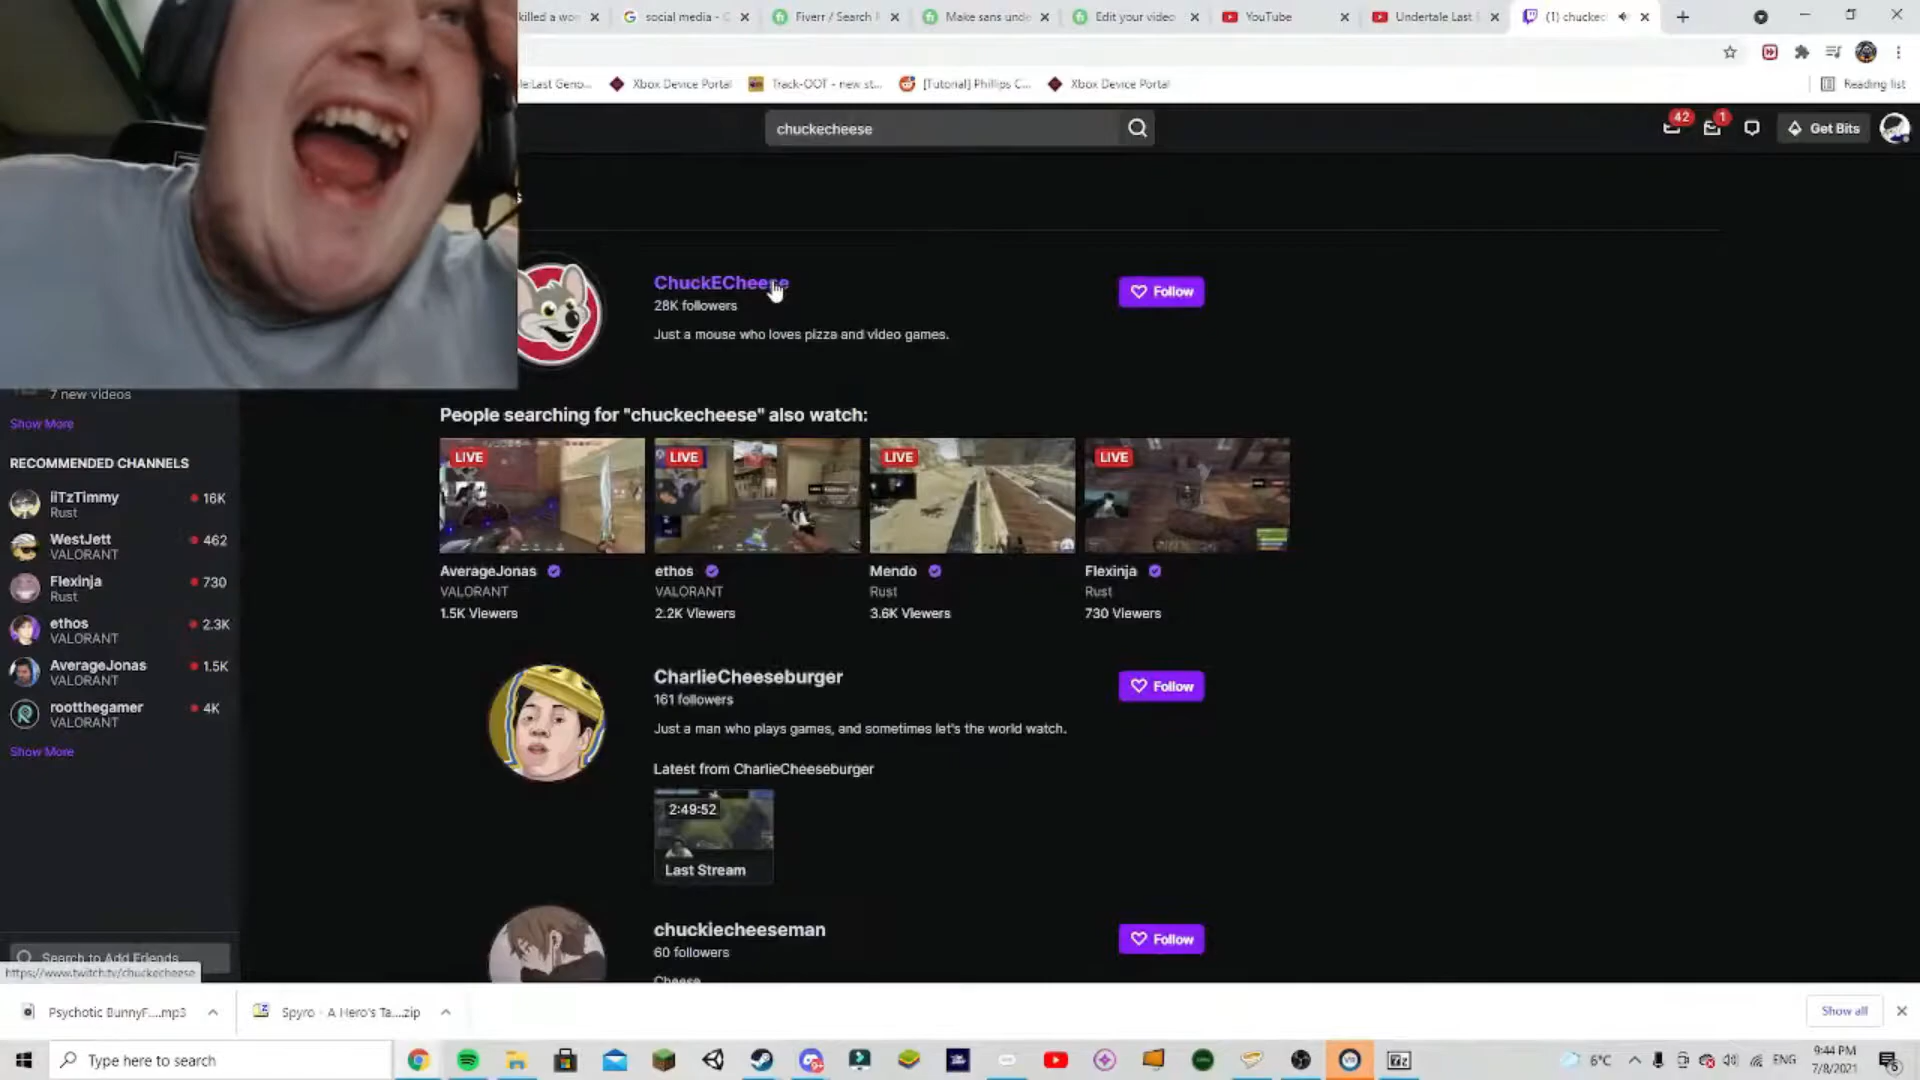 killed a wo
social media - G
Fiverr / Search
Make sans und
Edit your video
YouTube
Undertale Last
(1) chuckec
Xbox Device Portal
Track-OOT - new st...
[Tutorial] Phillips C...
Xbox Device Portal
Reading list
chuckecheese
42
1
Get Bits
ChuckECheese
28K followers
Follow
Just a mouse who loves pizza and video games.
7 new videos
Show More
RECOMMENDED CHANNELS
iiTzTimmy
16K
Rust
WestJett
462
VALORANT
Flexinja
730
Rust
ethos
2.3K
VALORANT
AverageJonas
1.5K
VALORANT
rootthegamer
4K
VALORANT
Show More
Search to Add Friends
https://www.twitch.tv/chuckecheese
People searching for "chuckecheese" also watch:
LIVE
LIVE
LIVE
LIVE
AverageJonas
VALORANT
1.5K Viewers
ethos
VALORANT
2.2K Viewers
Mendo
Rust
3.6K Viewers
Flexinja
Rust
730 Viewers
CharlieCheeseburger
161 followers
Follow
Just a man who plays games, and sometimes let's the world watch.
Latest from CharlieCheeseburger
2:49:52
Last Stream
chuckiecheeseman
60 followers
Follow
Cheese
Psychotic BunnyF....mp3
Spyro - A Hero's Ta....zip
Show all
Type here to search
6°C
ENG
9:44 PM
7/8/2021